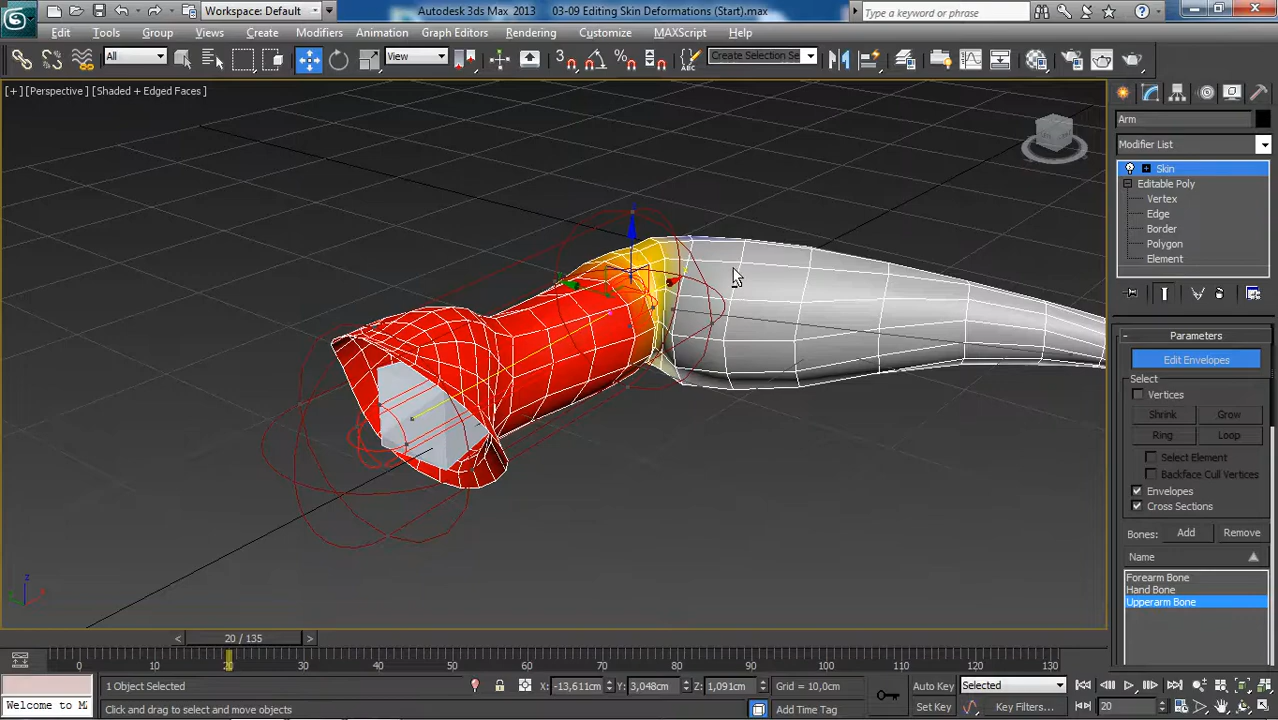 Workspace: Default
Autodesk 3ds Max 2013
03-09 Editing Skin Deformations (Start).max
Type a keyword or phrase
Edit
Tools
Group
Views
Create
Modifiers
Animation
Graph Editors
Rendering
Customize
MAXScript
Help
All
View
Create Selection Se
[+] [Perspective] [Shaded + Edged Faces]
Arm
Modifier List
Skin
Editable Poly
Vertex
Edge
Border
Polygon
Element
Parameters
Edit Envelopes
Select
Vertices
Shrink
Grow
Ring
Loop
Select Element
Backface Cull Vertices
Envelopes
Cross Sections
Bones:
Add
Remove
Name
Forearm Bone
Hand Bone
Upperarm Bone
z
20 / 135
0 10 20 30 40 50 60 70 80 90 100 110 120 130
1 Object Selected
X: -13,611cm
Y: 3,048cm
Z: 1,091cm
Grid = 10,0cm
Auto Key
Selected
Welcome to M
Click and drag to select and move objects
Add Time Tag
Set Key
Key Filters...
20